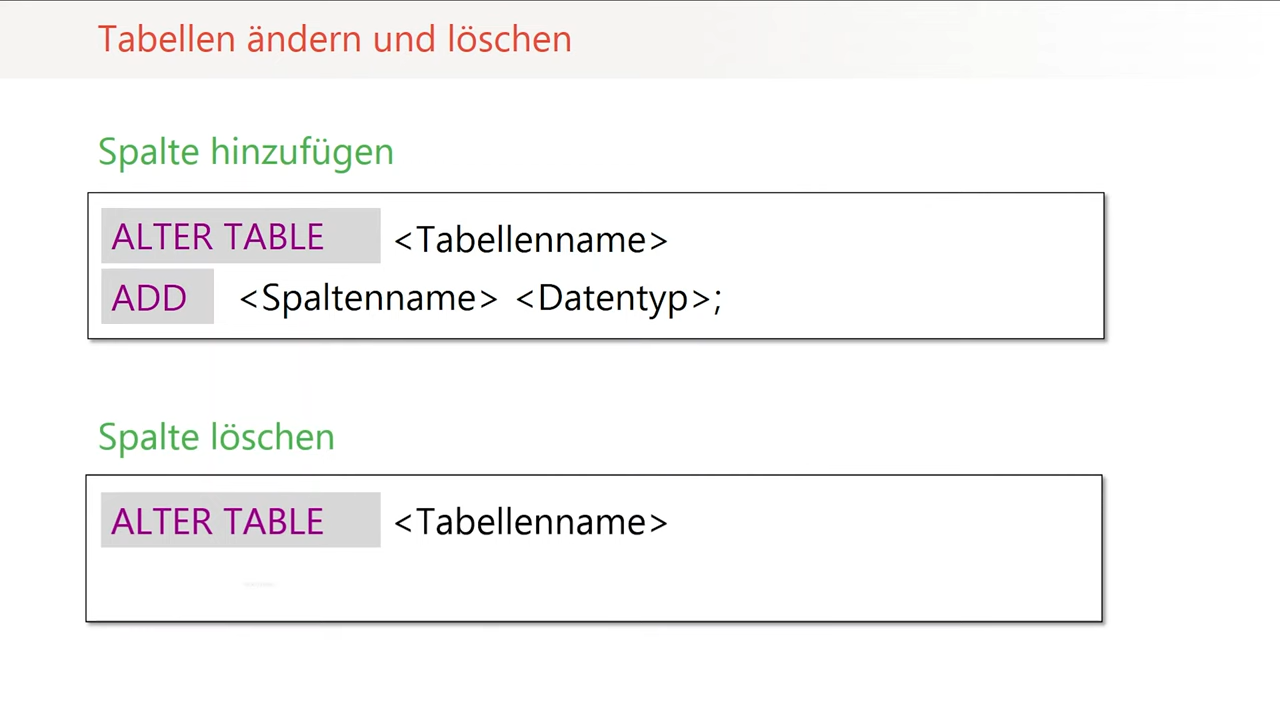 Tabellen ändern und löschen
Spalte hinzufügen
ALTER TABLE <Tabellenname>
ADD <Spaltenname> <Datentyp>;
Spalte löschen
ALTER TABLE <Tabellenname>